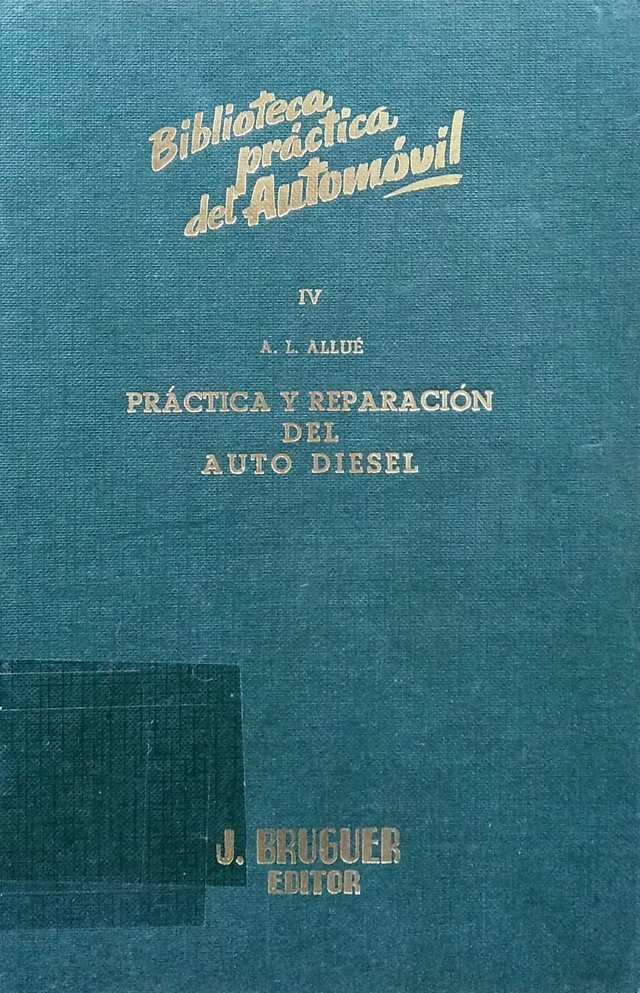 Biblioteca
práctica
del Automóvil
IV
A. L. ALLUÉ
PRÁCTICA Y REPARACIÓN
DEL
AUTO DIESEL
J. BRUGUER
EDITOR